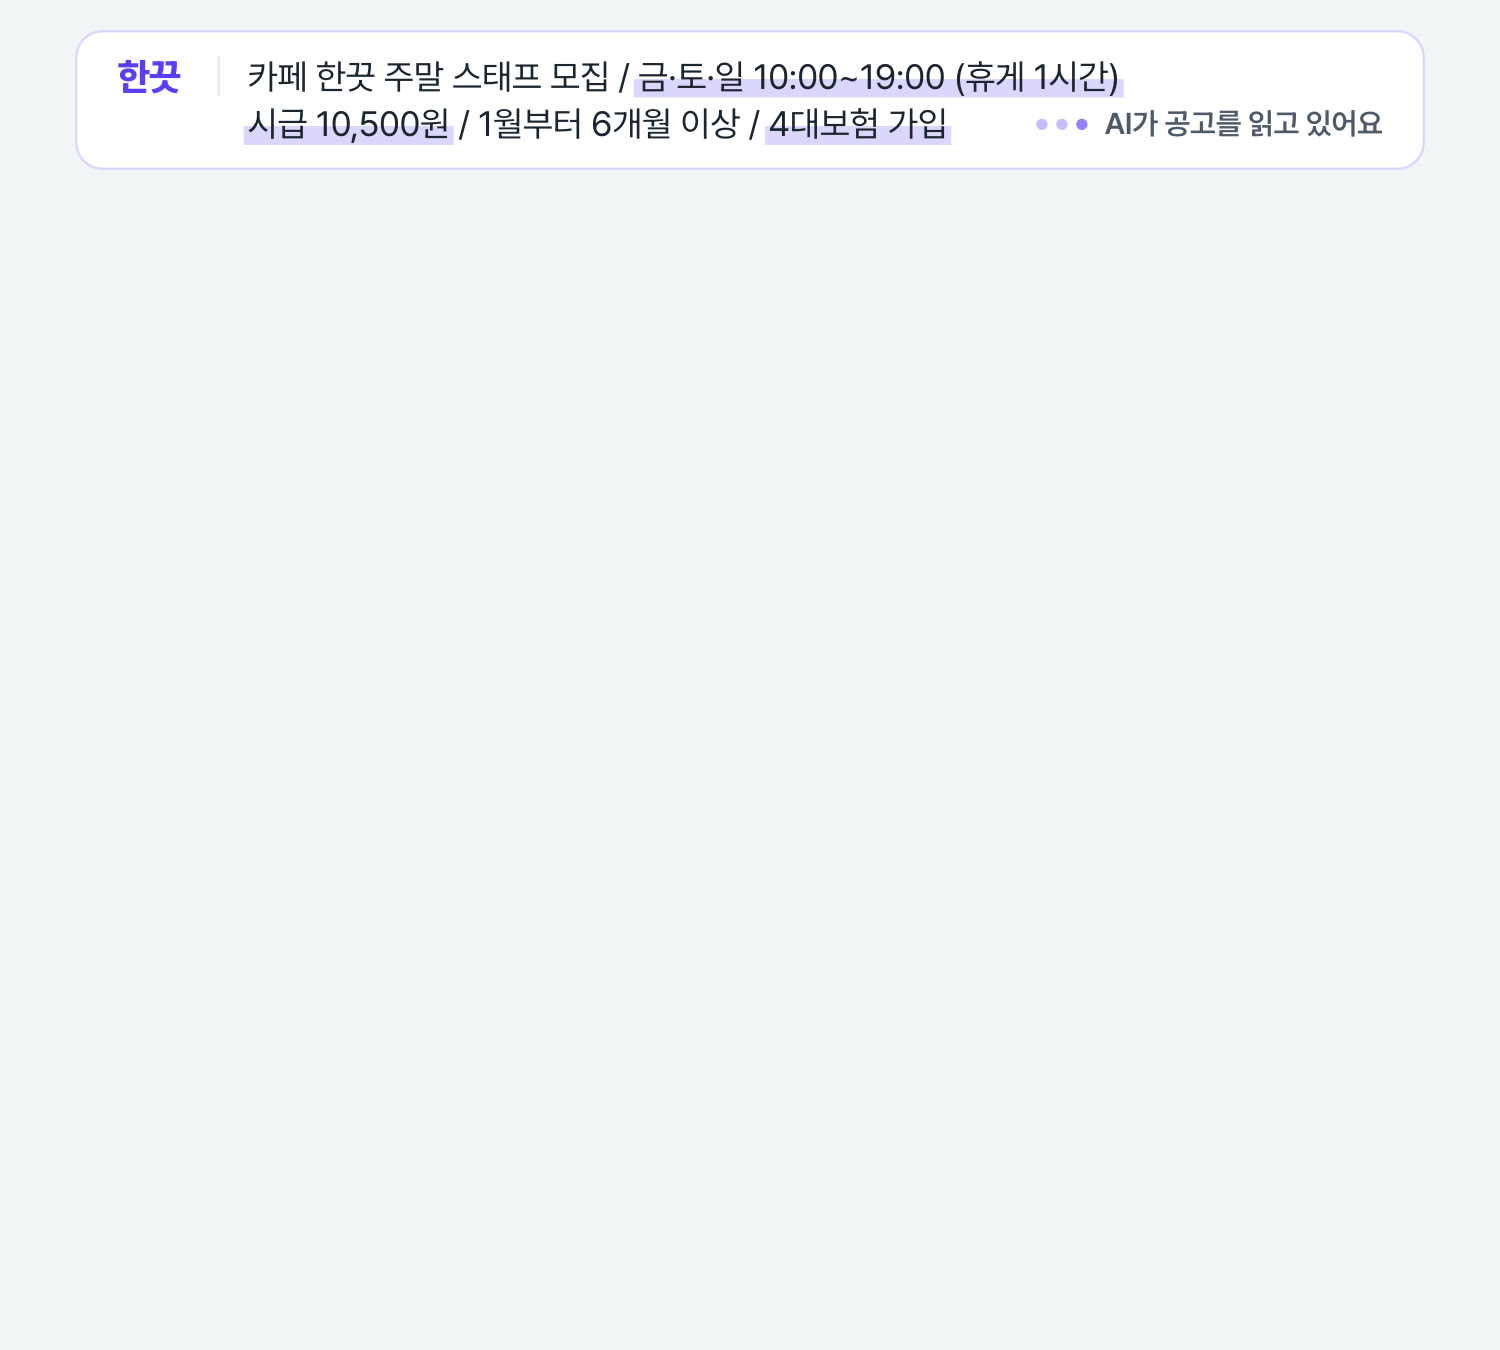 한끗
카페 한끗 주말 스태프 모집 / 금·토·일 10:00~19:00 (휴게 1시간)
시급 10,500원 / 1월부터 6개월 이상 / 4대보험 가입
AI가 공고를 읽고 있어요